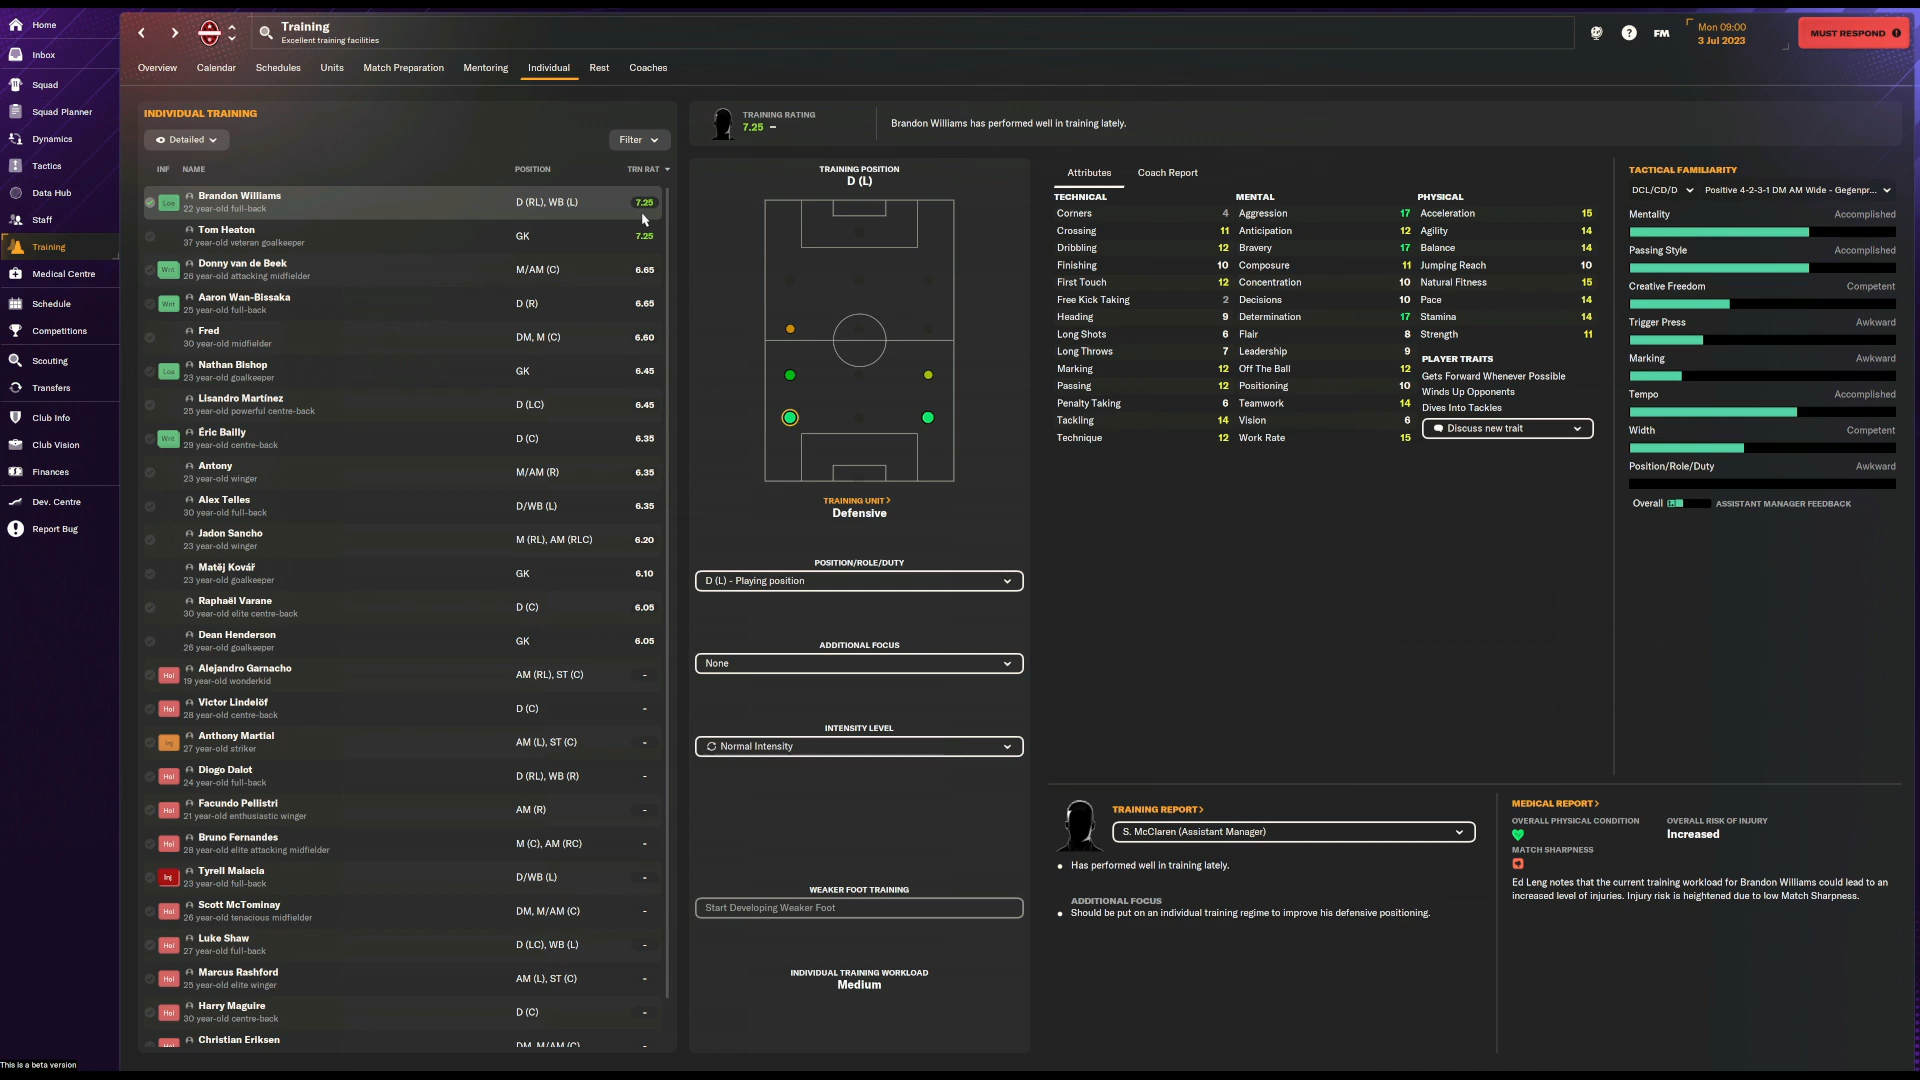 Home
Inbox
Squad
Squad Planner
Dynamics
Tactics
Data Hub
Staff
Training
Medical Centre
Schedule
Competitions
Scouting
Transfers
Club Info
Club Vision
Finances
Dev. Centre
Report Bug
This is a beta version
Training
Excellent training facilities
FM
Mon 09:00
3 Jul 2023
MUST RESPOND
Overview Calendar Schedules Units Match Preparation Mentoring Individual Rest Coaches
INDIVIDUAL TRAINING
Detailed Filter
INF NAME POSITION TRN RAT
Loa Brandon Williams D (RL), WB (L) 7.25
22 year-old full-back
Tom Heaton GK 7.25
37 year-old veteran goalkeeper
Wnt Donny van de Beek M/AM (C) 6.65
26 year-old attacking midfielder
Wnt Aaron Wan-Bissaka D (R) 6.65
25 year-old full-back
Fred DM, M (C) 6.60
30 year-old midfielder
Loa Nathan Bishop GK 6.45
23 year-old goalkeeper
Lisandro Martínez D (LC) 6.45
25 year-old powerful centre-back
Wnt Éric Bailly D (C) 6.35
29 year-old centre-back
Antony M/AM (R) 6.35
23 year-old winger
Alex Telles D/WB (L) 6.35
30 year-old full-back
Jadon Sancho M (RL), AM (RLC) 6.20
23 year-old winger
Matěj Kovář GK 6.10
23 year-old goalkeeper
Raphaël Varane D (C) 6.05
30 year-old elite centre-back
Dean Henderson GK 6.05
26 year-old goalkeeper
Hol Alejandro Garnacho AM (RL), ST (C) -
19 year-old wonderkid
Hol Victor Lindelöf D (C) -
28 year-old centre-back
Inj Anthony Martial AM (L), ST (C) -
27 year-old striker
Hol Diogo Dalot D (RL), WB (R) -
24 year-old full-back
Hol Facundo Pellistri AM (R) -
21 year-old enthusiastic winger
Hol Bruno Fernandes M (C), AM (RC) -
28 year-old elite attacking midfielder
Inj Tyrell Malacia D/WB (L) -
23 year-old full-back
Hol Scott McTominay DM, M/AM (C) -
26 year-old tenacious midfielder
Hol Luke Shaw D (LC), WB (L) -
27 year-old full-back
Hol Marcus Rashford AM (L), ST (C) -
25 year-old elite winger
Hol Harry Maguire D (C) -
30 year-old centre-back
Hol Christian Eriksen DM, M/AM (C) -
TRAINING RATING
7.25 –
Brandon Williams has performed well in training lately.
TRAINING POSITION
D (L)
TRAINING UNIT >
Defensive
POSITION/ROLE/DUTY
D (L) - Playing position
ADDITIONAL FOCUS
None
INTENSITY LEVEL
Normal Intensity
WEAKER FOOT TRAINING
Start Developing Weaker Foot
INDIVIDUAL TRAINING WORKLOAD
Medium
Attributes Coach Report
TECHNICAL MENTAL PHYSICAL
Corners 4 Aggression 17 Acceleration 15
Crossing 11 Anticipation 12 Agility 14
Dribbling 12 Bravery 17 Balance 14
Finishing 10 Composure 11 Jumping Reach 10
First Touch 12 Concentration 10 Natural Fitness 15
Free Kick Taking 2 Decisions 10 Pace 14
Heading 9 Determination 17 Stamina 14
Long Shots 6 Flair 8 Strength 11
Long Throws 7 Leadership 9
Marking 12 Off The Ball 12
Passing 12 Positioning 10
Penalty Taking 6 Teamwork 14
Tackling 14 Vision 6
Technique 12 Work Rate 15
PLAYER TRAITS
Gets Forward Whenever Possible
Winds Up Opponents
Dives Into Tackles
Discuss new trait
TACTICAL FAMILIARITY
DCL/CD/D Positive 4-2-3-1 DM AM Wide - Gegenpr...
Mentality Accomplished
Passing Style Accomplished
Creative Freedom Competent
Trigger Press Awkward
Marking Awkward
Tempo Accomplished
Width Competent
Position/Role/Duty Awkward
Overall ASSISTANT MANAGER FEEDBACK
TRAINING REPORT >
S. McClaren (Assistant Manager)
Has performed well in training lately.
ADDITIONAL FOCUS
Should be put on an individual training regime to improve his defensive positioning.
MEDICAL REPORT >
OVERALL PHYSICAL CONDITION OVERALL RISK OF INJURY
Increased
MATCH SHARPNESS
Ed Leng notes that the current training workload for Brandon Williams could lead to an
increased level of injuries. Injury risk is heightened due to low Match Sharpness.